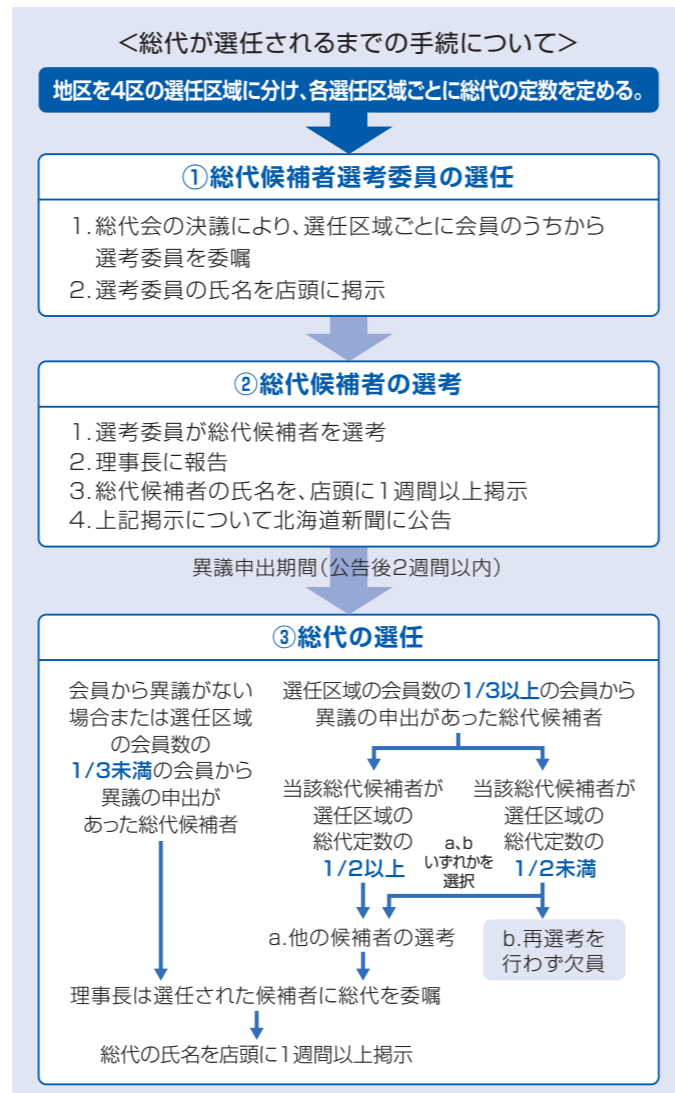 ＜総代が選任されるまでの手続について＞
地区を4区の選任区域に分け、各選任区域ごとに総代の定数を定める。
①総代候補者選考委員の選任
1.総代会の決議により、選任区域ごとに会員のうちから
選考委員を委嘱
2.選考委員の氏名を店頭に掲示
②総代候補者の選考
1.選考委員が総代候補者を選考
2.理事長に報告
3.総代候補者の氏名を、店頭に1週間以上掲示
4.上記掲示について北海道新聞に公告
異議申出期間(公告後2週間以内)
③総代の選任
会員から異議がない
場合または選任区域
の会員数の
1/3未満の会員から
異議の申出が
あった総代候補者
選任区域の会員数の1/3以上の会員から
異議の申出があった総代候補者
当該総代候補者が
選任区域の
総代定数の
1/2以上
a、b
いずれかを
選択
当該総代候補者が
選任区域の
総代定数の
1/2未満
a.他の候補者の選考
b.再選考を
行わず欠員
理事長は選任された候補者に総代を委嘱
総代の氏名を店頭に1週間以上掲示